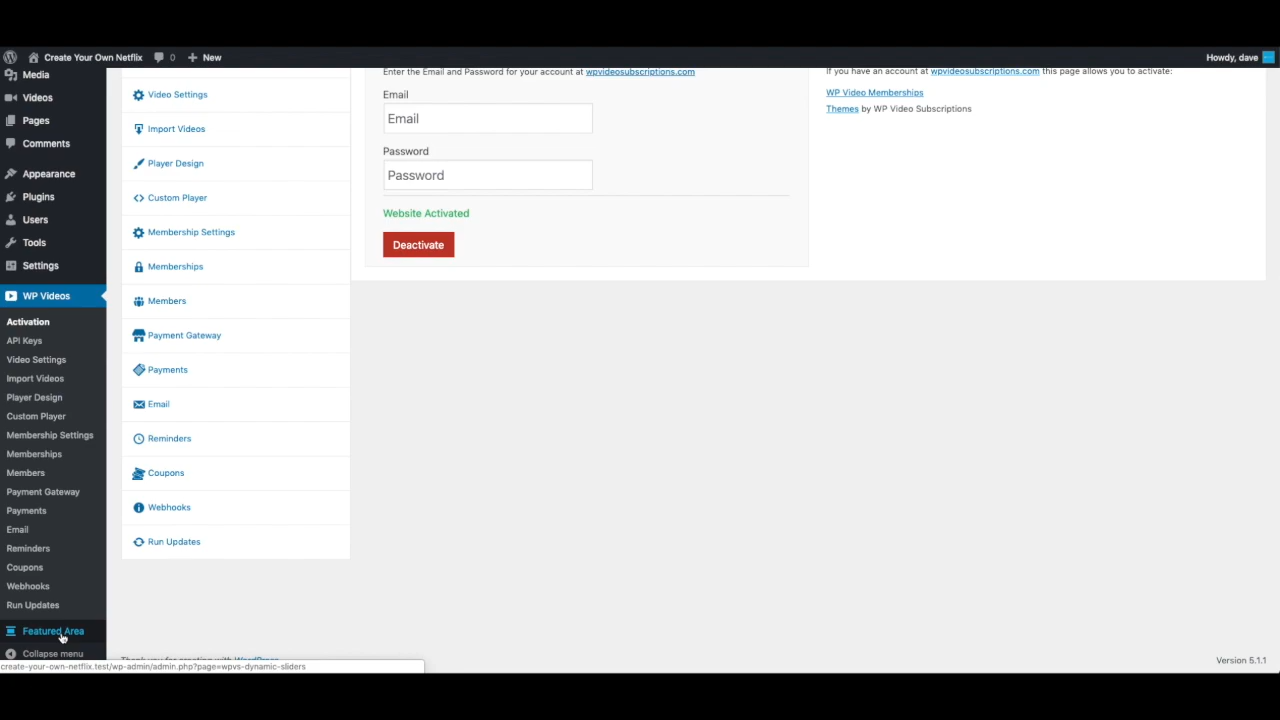 Create Your Own Netflix
0
New
Howdy, dave
Media
Videos
Pages
Comments
Appearance
Plugins
Users
Tools
Settings
WP Videos
Activation
API Keys
Video Settings
Import Videos
Player Design
Custom Player
Membership Settings
Memberships
Members
Payment Gateway
Payments
Email
Reminders
Coupons
Webhooks
Run Updates
Featured Area
Collapse menu
Video Settings
Import Videos
Player Design
Custom Player
Membership Settings
Memberships
Members
Payment Gateway
Payments
Email
Reminders
Coupons
Webhooks
Run Updates
Enter the Email and Password for your account at wpvideosubscriptions.com
Email
Email
Password
Password
Website Activated
Deactivate
If you have an account at wpvideosubscriptions.com this page allows you to activate:
WP Video Memberships
Themes by WP Video Subscriptions
Thank you for creating with WordPress
Version 5.1.1
create-your-own-netflix.test/wp-admin/admin.php?page=wpvs-dynamic-sliders